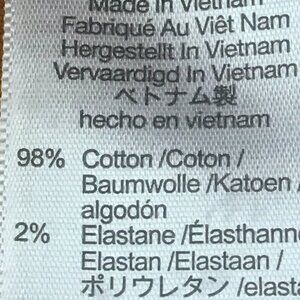 Made In Vietnam
Fabriqué Au Viêt Nam
Hergestellt In Vietnam
Vervaardigd In Vietnam
ベトナム製
hecho en vietnam
98% Cotton /Coton /
Baumwolle /Katoen /
algodón
2% Elastane /Élasthanne
Elastan /Elastaan /
ポリウレタン /elasta